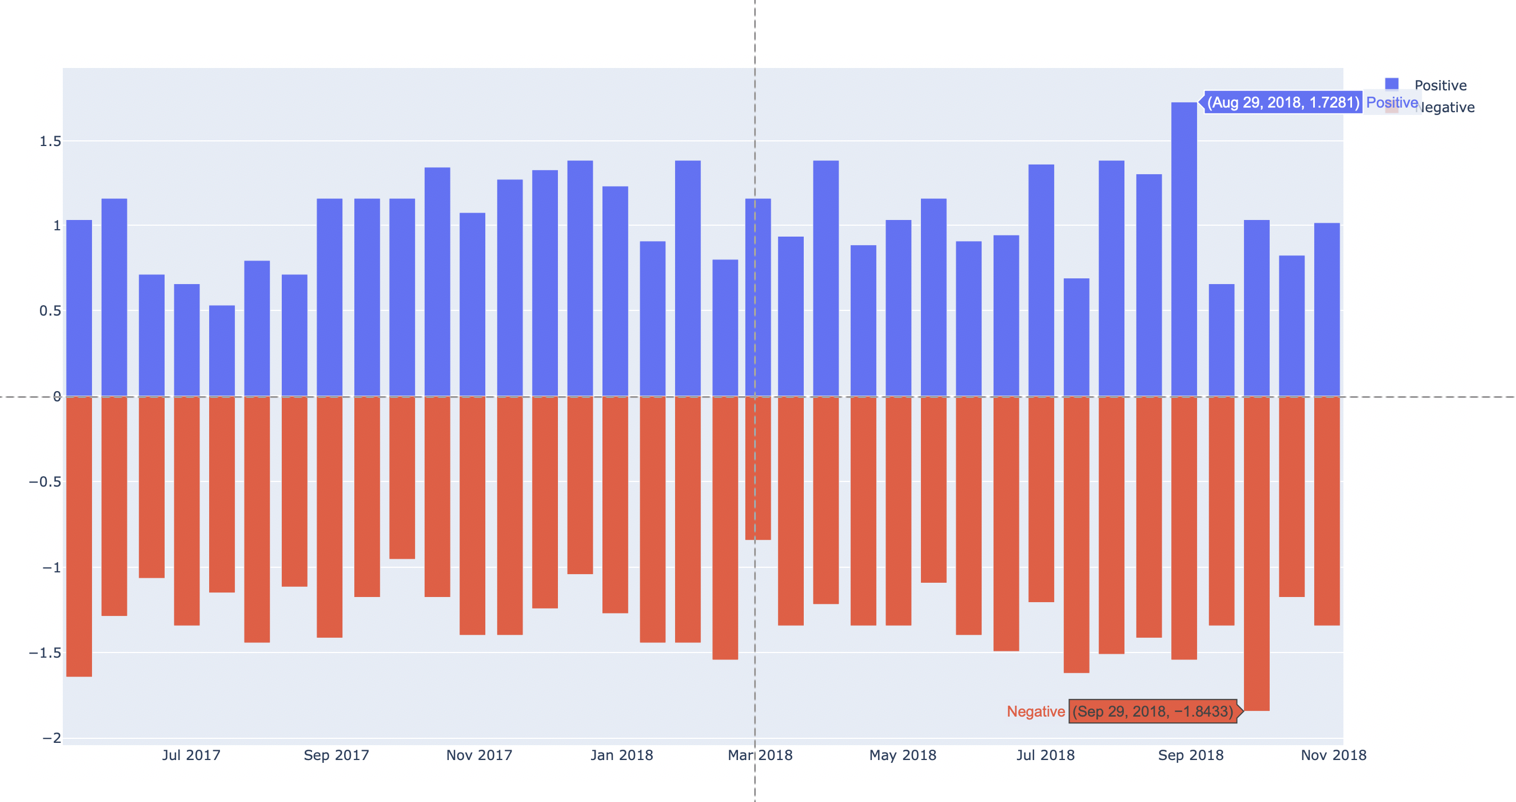 Positive
(Aug 29, 2018, 1.7281) Positive
Negative
1.5
1
0.5
0
−0.5
−1
−1.5
Negative (Sep 29, 2018, −1.8433)
−2
Jul 2017 Sep 2017 Nov 2017 Jan 2018 Mar 2018 May 2018 Jul 2018 Sep 2018 Nov 2018